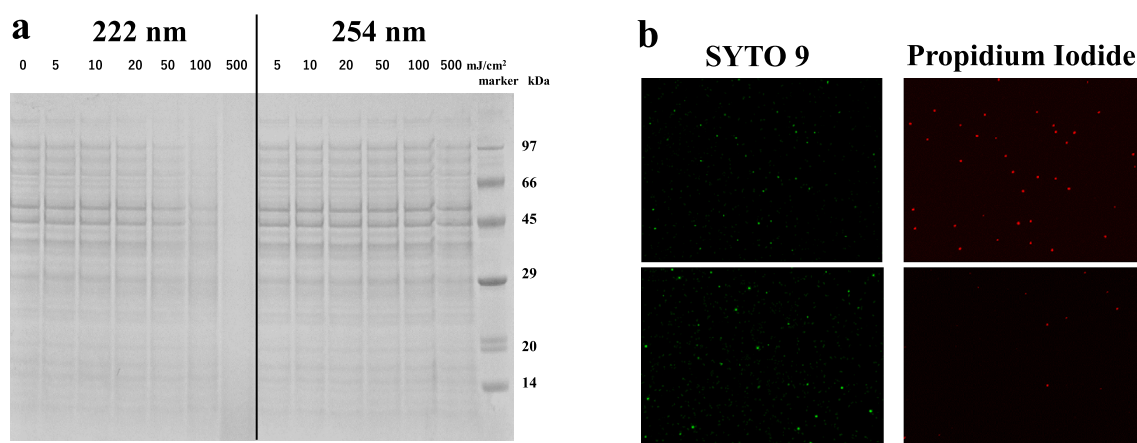 a
222 nm
254 nm
0 5 10 20 50 100 500
5 10 20 50 100 500 mJ/cm²
marker kDa
97
66
45
29
20
14
b
SYTO 9
Propidium Iodide